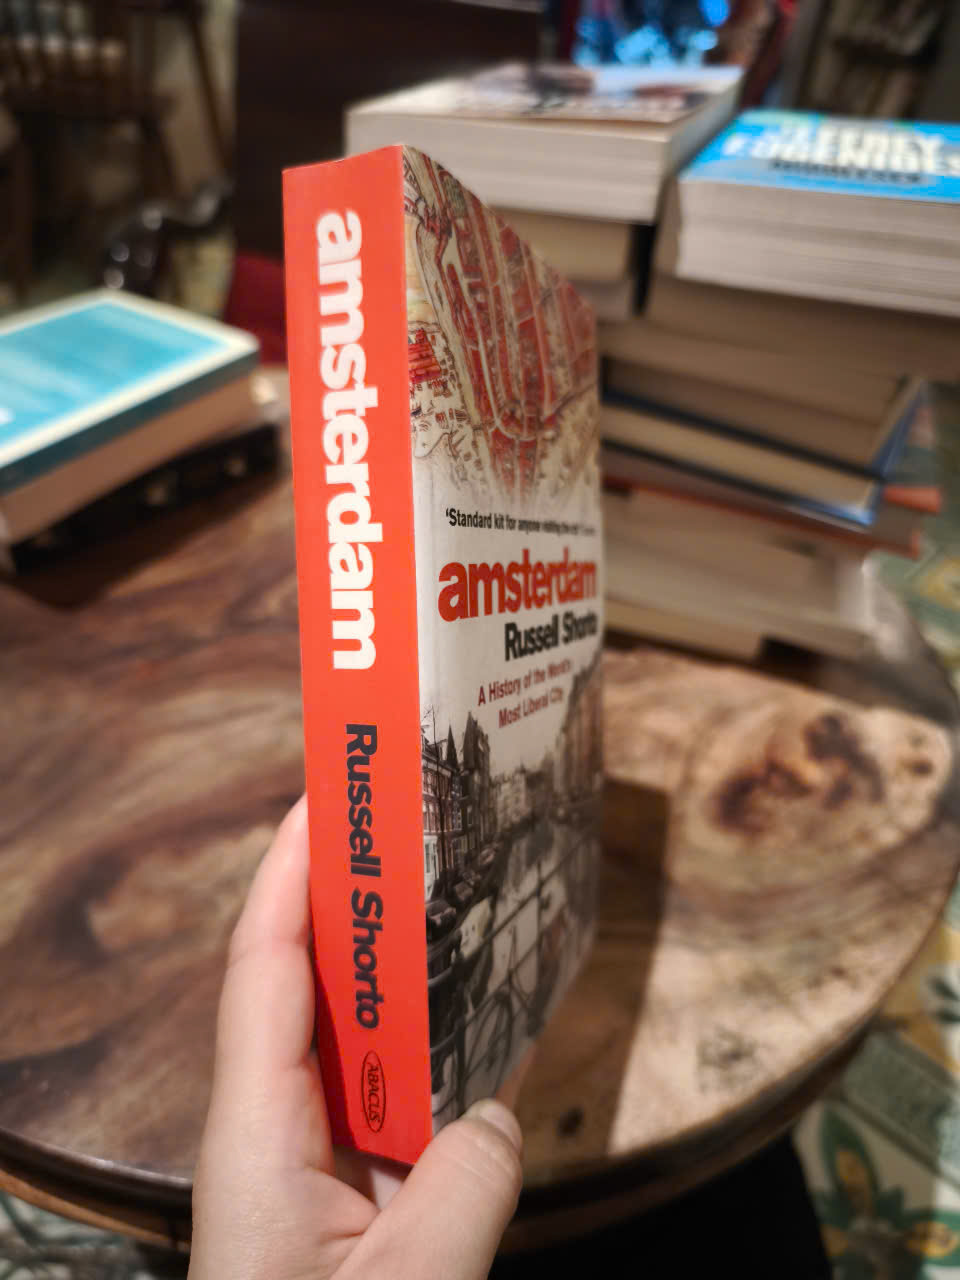 amsterdam
Russell Shorto
ABACUS
'Standard kit for anyone visiting the city'
amsterdam
Russell Shorto
A History of the World's
Most Liberal City
EUGENIDES